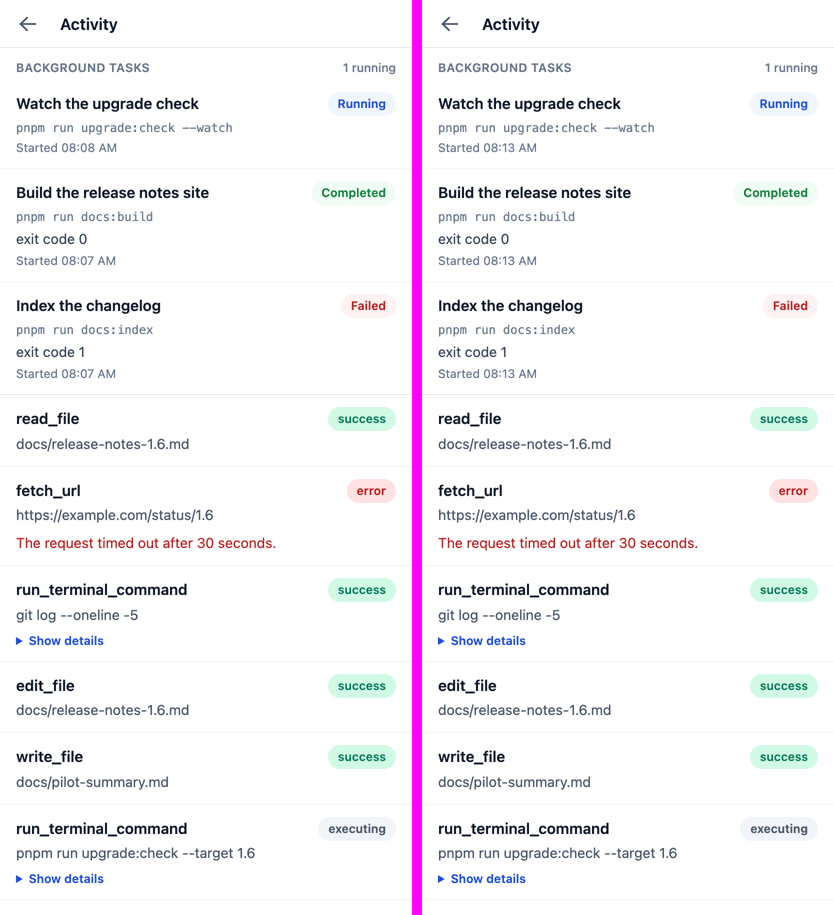 Activity
BACKGROUND TASKS 1 running
Watch the upgrade check Running
pnpm run upgrade:check --watch
Started 08:08 AM
Build the release notes site Completed
pnpm run docs:build
exit code 0
Started 08:07 AM
Index the changelog Failed
pnpm run docs:index
exit code 1
Started 08:07 AM
read_file success
docs/release-notes-1.6.md
fetch_url error
https://example.com/status/1.6
The request timed out after 30 seconds.
run_terminal_command success
git log --oneline -5
Show details
edit_file success
docs/release-notes-1.6.md
write_file success
docs/pilot-summary.md
run_terminal_command executing
pnpm run upgrade:check --target 1.6
Show details
Activity
BACKGROUND TASKS 1 running
Watch the upgrade check Running
pnpm run upgrade:check --watch
Started 08:13 AM
Build the release notes site Completed
pnpm run docs:build
exit code 0
Started 08:13 AM
Index the changelog Failed
pnpm run docs:index
exit code 1
Started 08:13 AM
read_file success
docs/release-notes-1.6.md
fetch_url error
https://example.com/status/1.6
The request timed out after 30 seconds.
run_terminal_command success
git log --oneline -5
Show details
edit_file success
docs/release-notes-1.6.md
write_file success
docs/pilot-summary.md
run_terminal_command executing
pnpm run upgrade:check --target 1.6
Show details